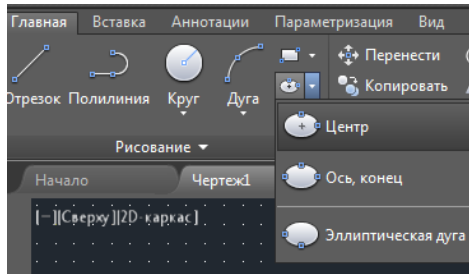 Главная Вставка Аннотации Параметризация Вид
Перенести
Отрезок Полилиния Круг Дуга Копировать
Центр
Рисование
Начало Чертеж1 Ось, конец
[–][Сверху][2D-каркас]
Эллиптическая дуга